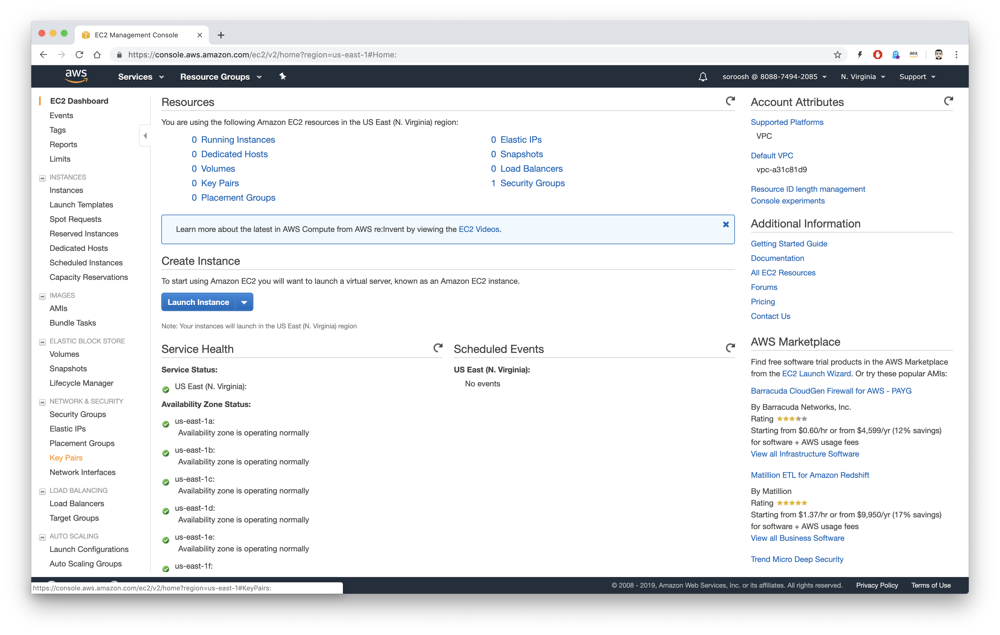 EC2 Management Console
https://console.aws.amazon.com/ec2/v2/home?region=us-east-1#Home:
aea
aws
Services
Resource Groups
soroosh @ 8088-7494-2085
N. Virginia
Support
EC2 Dashboard
Events
Tags
Reports
Limits
INSTANCES
Instances
Launch Templates
Spot Requests
Reserved Instances
Dedicated Hosts
Scheduled Instances
Capacity Reservations
IMAGES
AMIs
Bundle Tasks
ELASTIC BLOCK STORE
Volumes
Snapshots
Lifecycle Manager
NETWORK & SECURITY
Security Groups
Elastic IPs
Placement Groups
Key Pairs
Network Interfaces
LOAD BALANCING
Load Balancers
Target Groups
AUTO SCALING
Launch Configurations
Auto Scaling Groups
Resources
You are using the following Amazon EC2 resources in the US East (N. Virginia) region:
0 Running Instances
0 Dedicated Hosts
0 Volumes
0 Key Pairs
0 Placement Groups
0 Elastic IPs
0 Snapshots
0 Load Balancers
1 Security Groups
Learn more about the latest in AWS Compute from AWS re:Invent by viewing the EC2 Videos.
Create Instance
To start using Amazon EC2 you will want to launch a virtual server, known as an Amazon EC2 instance.
Launch Instance
Note: Your instances will launch in the US East (N. Virginia) region
Service Health
Service Status:
US East (N. Virginia):
Availability Zone Status:
us-east-1a:
Availability zone is operating normally
us-east-1b:
Availability zone is operating normally
us-east-1c:
Availability zone is operating normally
us-east-1d:
Availability zone is operating normally
us-east-1e:
Availability zone is operating normally
us-east-1f:
Scheduled Events
US East (N. Virginia):
No events
Account Attributes
Supported Platforms
VPC
Default VPC
vpc-a31c81d9
Resource ID length management
Console experiments
Additional Information
Getting Started Guide
Documentation
All EC2 Resources
Forums
Pricing
Contact Us
AWS Marketplace
Find free software trial products in the AWS Marketplace
from the EC2 Launch Wizard. Or try these popular AMIs:
Barracuda CloudGen Firewall for AWS - PAYG
By Barracuda Networks, Inc.
Rating
Starting from $0.60/hr or from $4,599/yr (12% savings)
for software + AWS usage fees
View all Infrastructure Software
Matillion ETL for Amazon Redshift
By Matillion
Rating
Starting from $1.37/hr or from $9,950/yr (17% savings)
for software + AWS usage fees
View all Business Software
Trend Micro Deep Security
https://console.aws.amazon.com/ec2/v2/home?region=us-east-1#KeyPairs:
© 2008 - 2019, Amazon Web Services, Inc. or its affiliates. All rights reserved.
Privacy Policy
Terms of Use